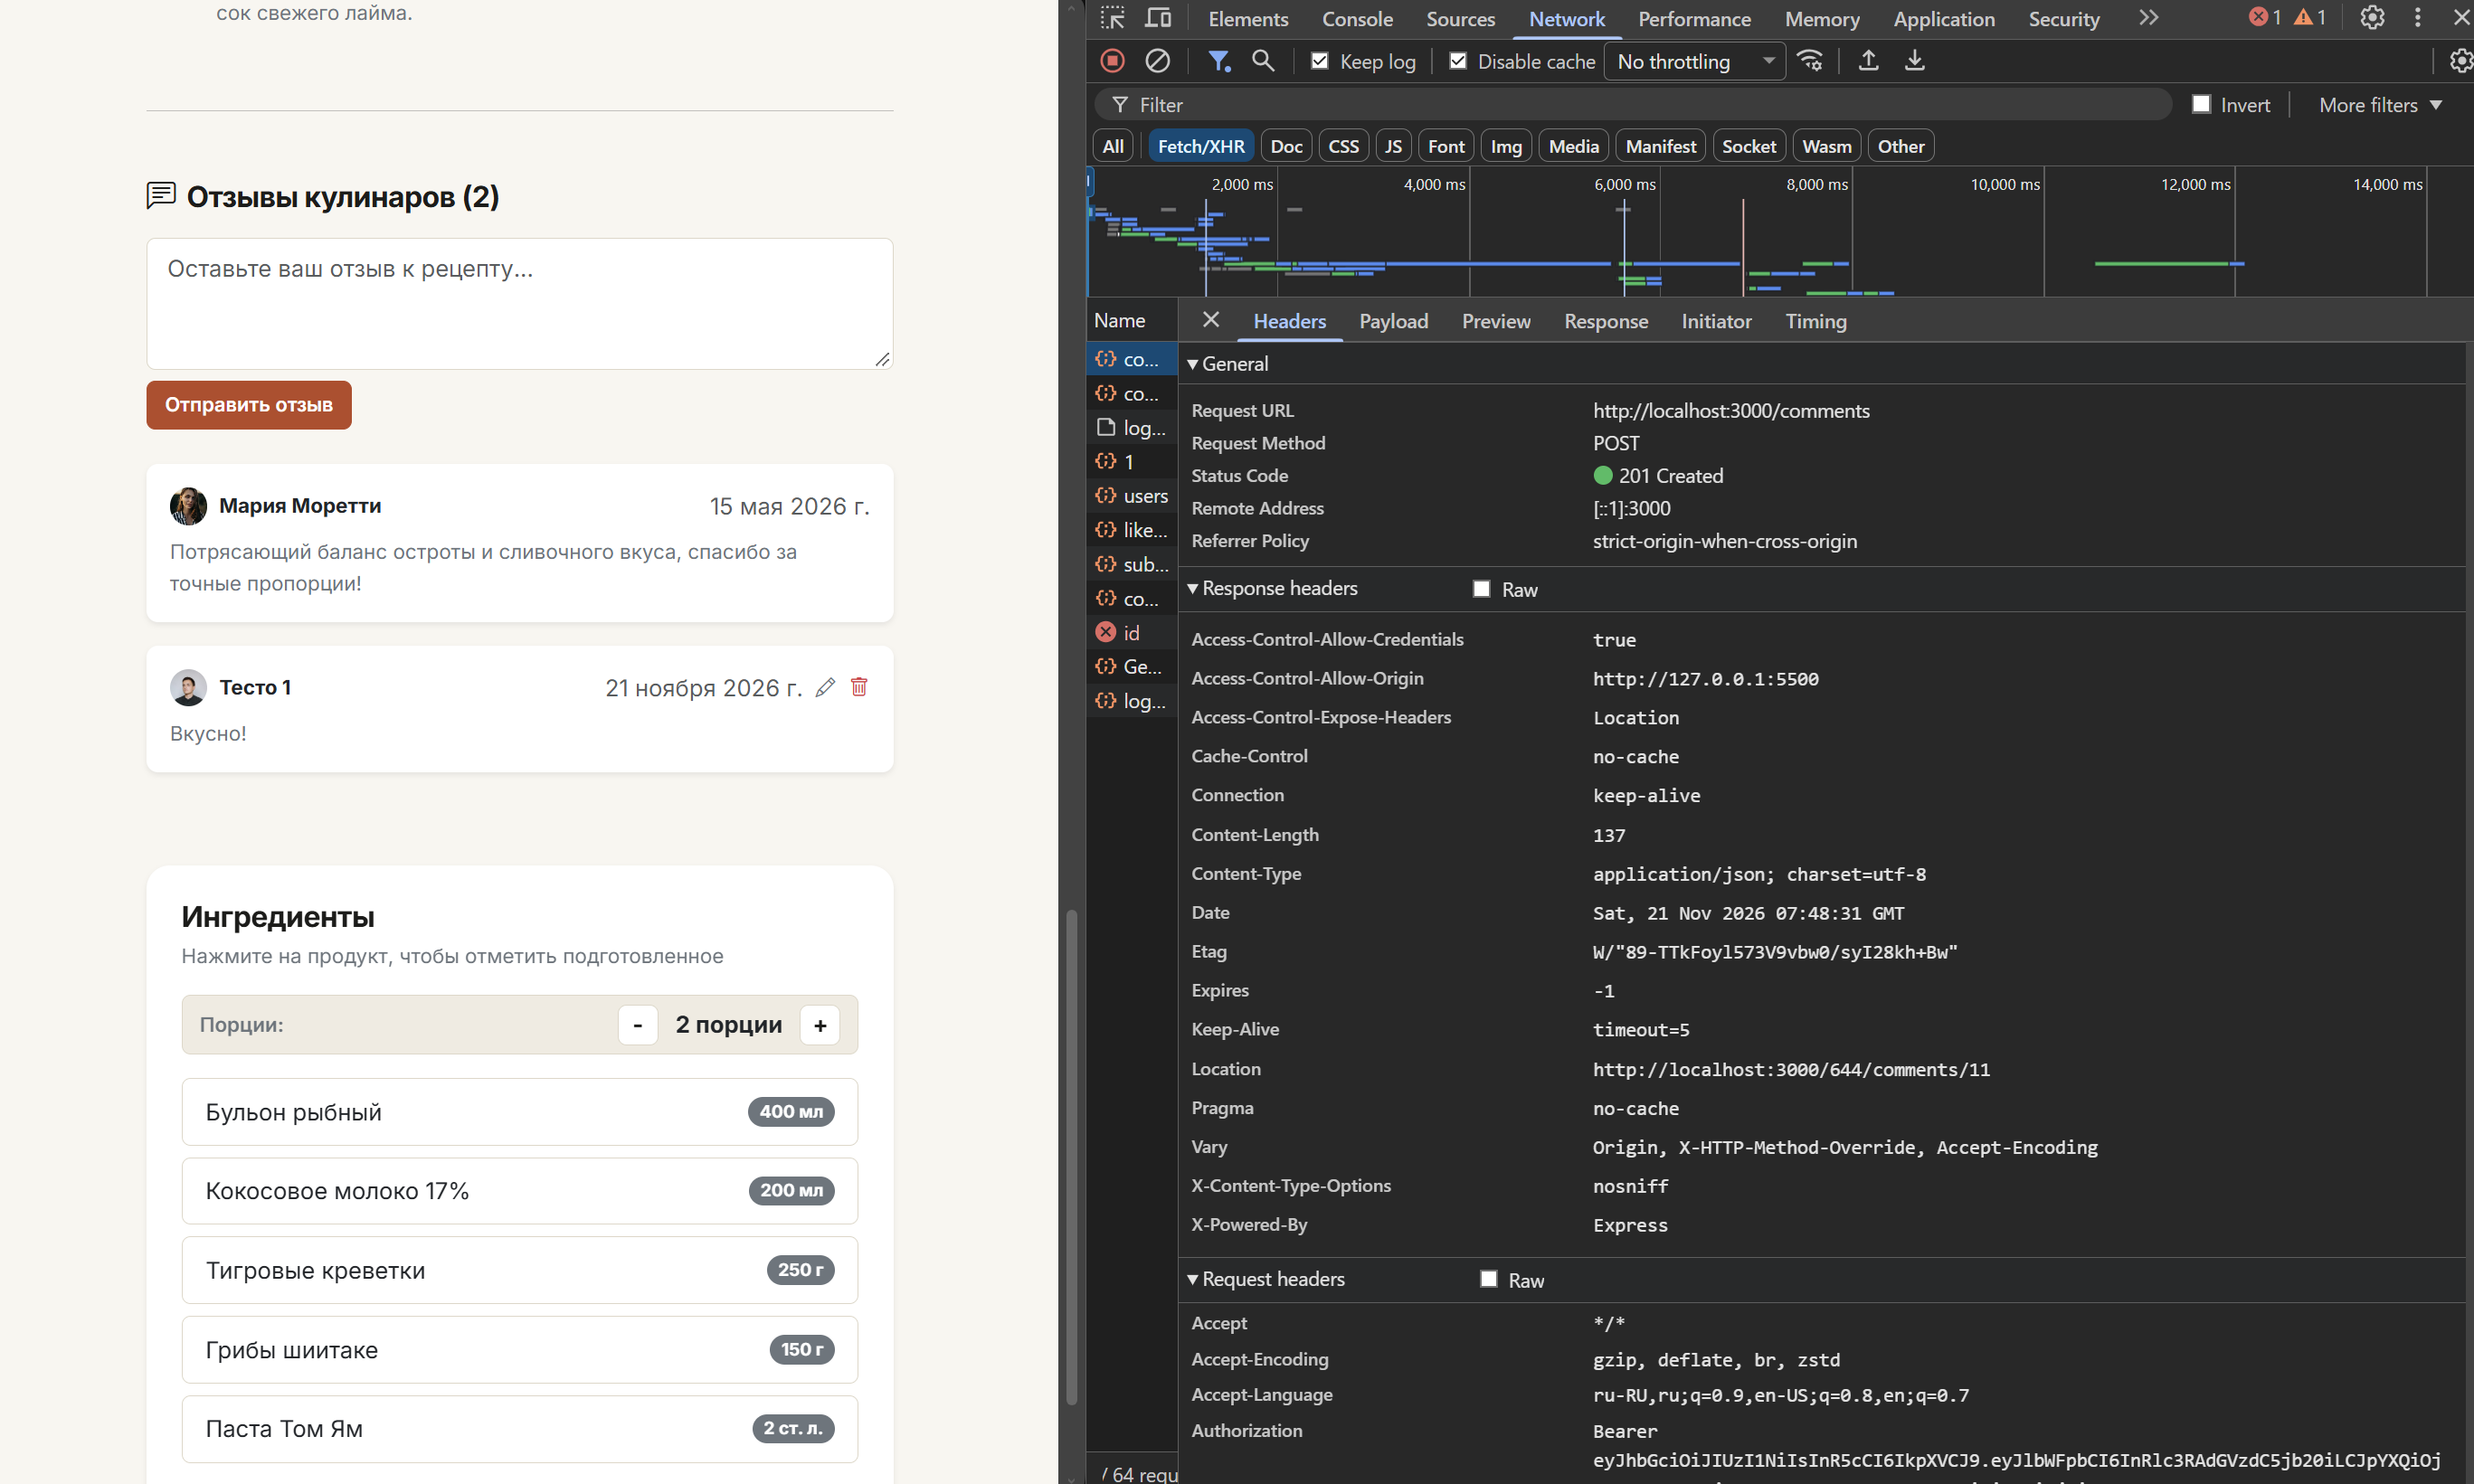 сок свежего лайма.
Отзывы кулинаров (2)
Оставьте ваш отзыв к рецепту...
Отправить отзыв
Мария Моретти
15 мая 2026 г.
Потрясающий баланс остроты и сливочного вкуса, спасибо за
точные пропорции!
Тесто 1
21 ноября 2026 г.
Вкусно!
Ингредиенты
Нажмите на продукт, чтобы отметить подготовленное
Порции:
- 2 порции +
Бульон рыбный 400 мл
Кокосовое молоко 17% 200 мл
Тигровые креветки 250 г
Грибы шиитаке 150 г
Паста Том Ям 2 ст. л.
Elements Console Sources Network Performance Memory Application Security 1 1
Keep log Disable cache No throttling
Filter Invert More filters
All Fetch/XHR Doc CSS JS Font Img Media Manifest Socket Wasm Other
2,000 ms 4,000 ms 6,000 ms 8,000 ms 10,000 ms 12,000 ms 14,000 ms
Name
co...
co...
log...
1
users
like...
sub...
co...
id
Ge...
log...
/ 64 requ
Headers Payload Preview Response Initiator Timing
General
Request URL http://localhost:3000/comments
Request Method POST
Status Code 201 Created
Remote Address [::1]:3000
Referrer Policy strict-origin-when-cross-origin
Response headers Raw
Access-Control-Allow-Credentials true
Access-Control-Allow-Origin http://127.0.0.1:5500
Access-Control-Expose-Headers Location
Cache-Control no-cache
Connection keep-alive
Content-Length 137
Content-Type application/json; charset=utf-8
Date Sat, 21 Nov 2026 07:48:31 GMT
Etag W/"89-TTkFoyl573V9vbw0/syI28kh+Bw"
Expires -1
Keep-Alive timeout=5
Location http://localhost:3000/644/comments/11
Pragma no-cache
Vary Origin, X-HTTP-Method-Override, Accept-Encoding
X-Content-Type-Options nosniff
X-Powered-By Express
Request headers Raw
Accept */*
Accept-Encoding gzip, deflate, br, zstd
Accept-Language ru-RU,ru;q=0.9,en-US;q=0.8,en;q=0.7
Authorization Bearer
eyJhbGciOiJIUzI1NiIsInR5cCI6IkpXVCJ9.eyJlbWFpbCI6InRlc3RAdGVzdC5jb20iLCJpYXQiOj